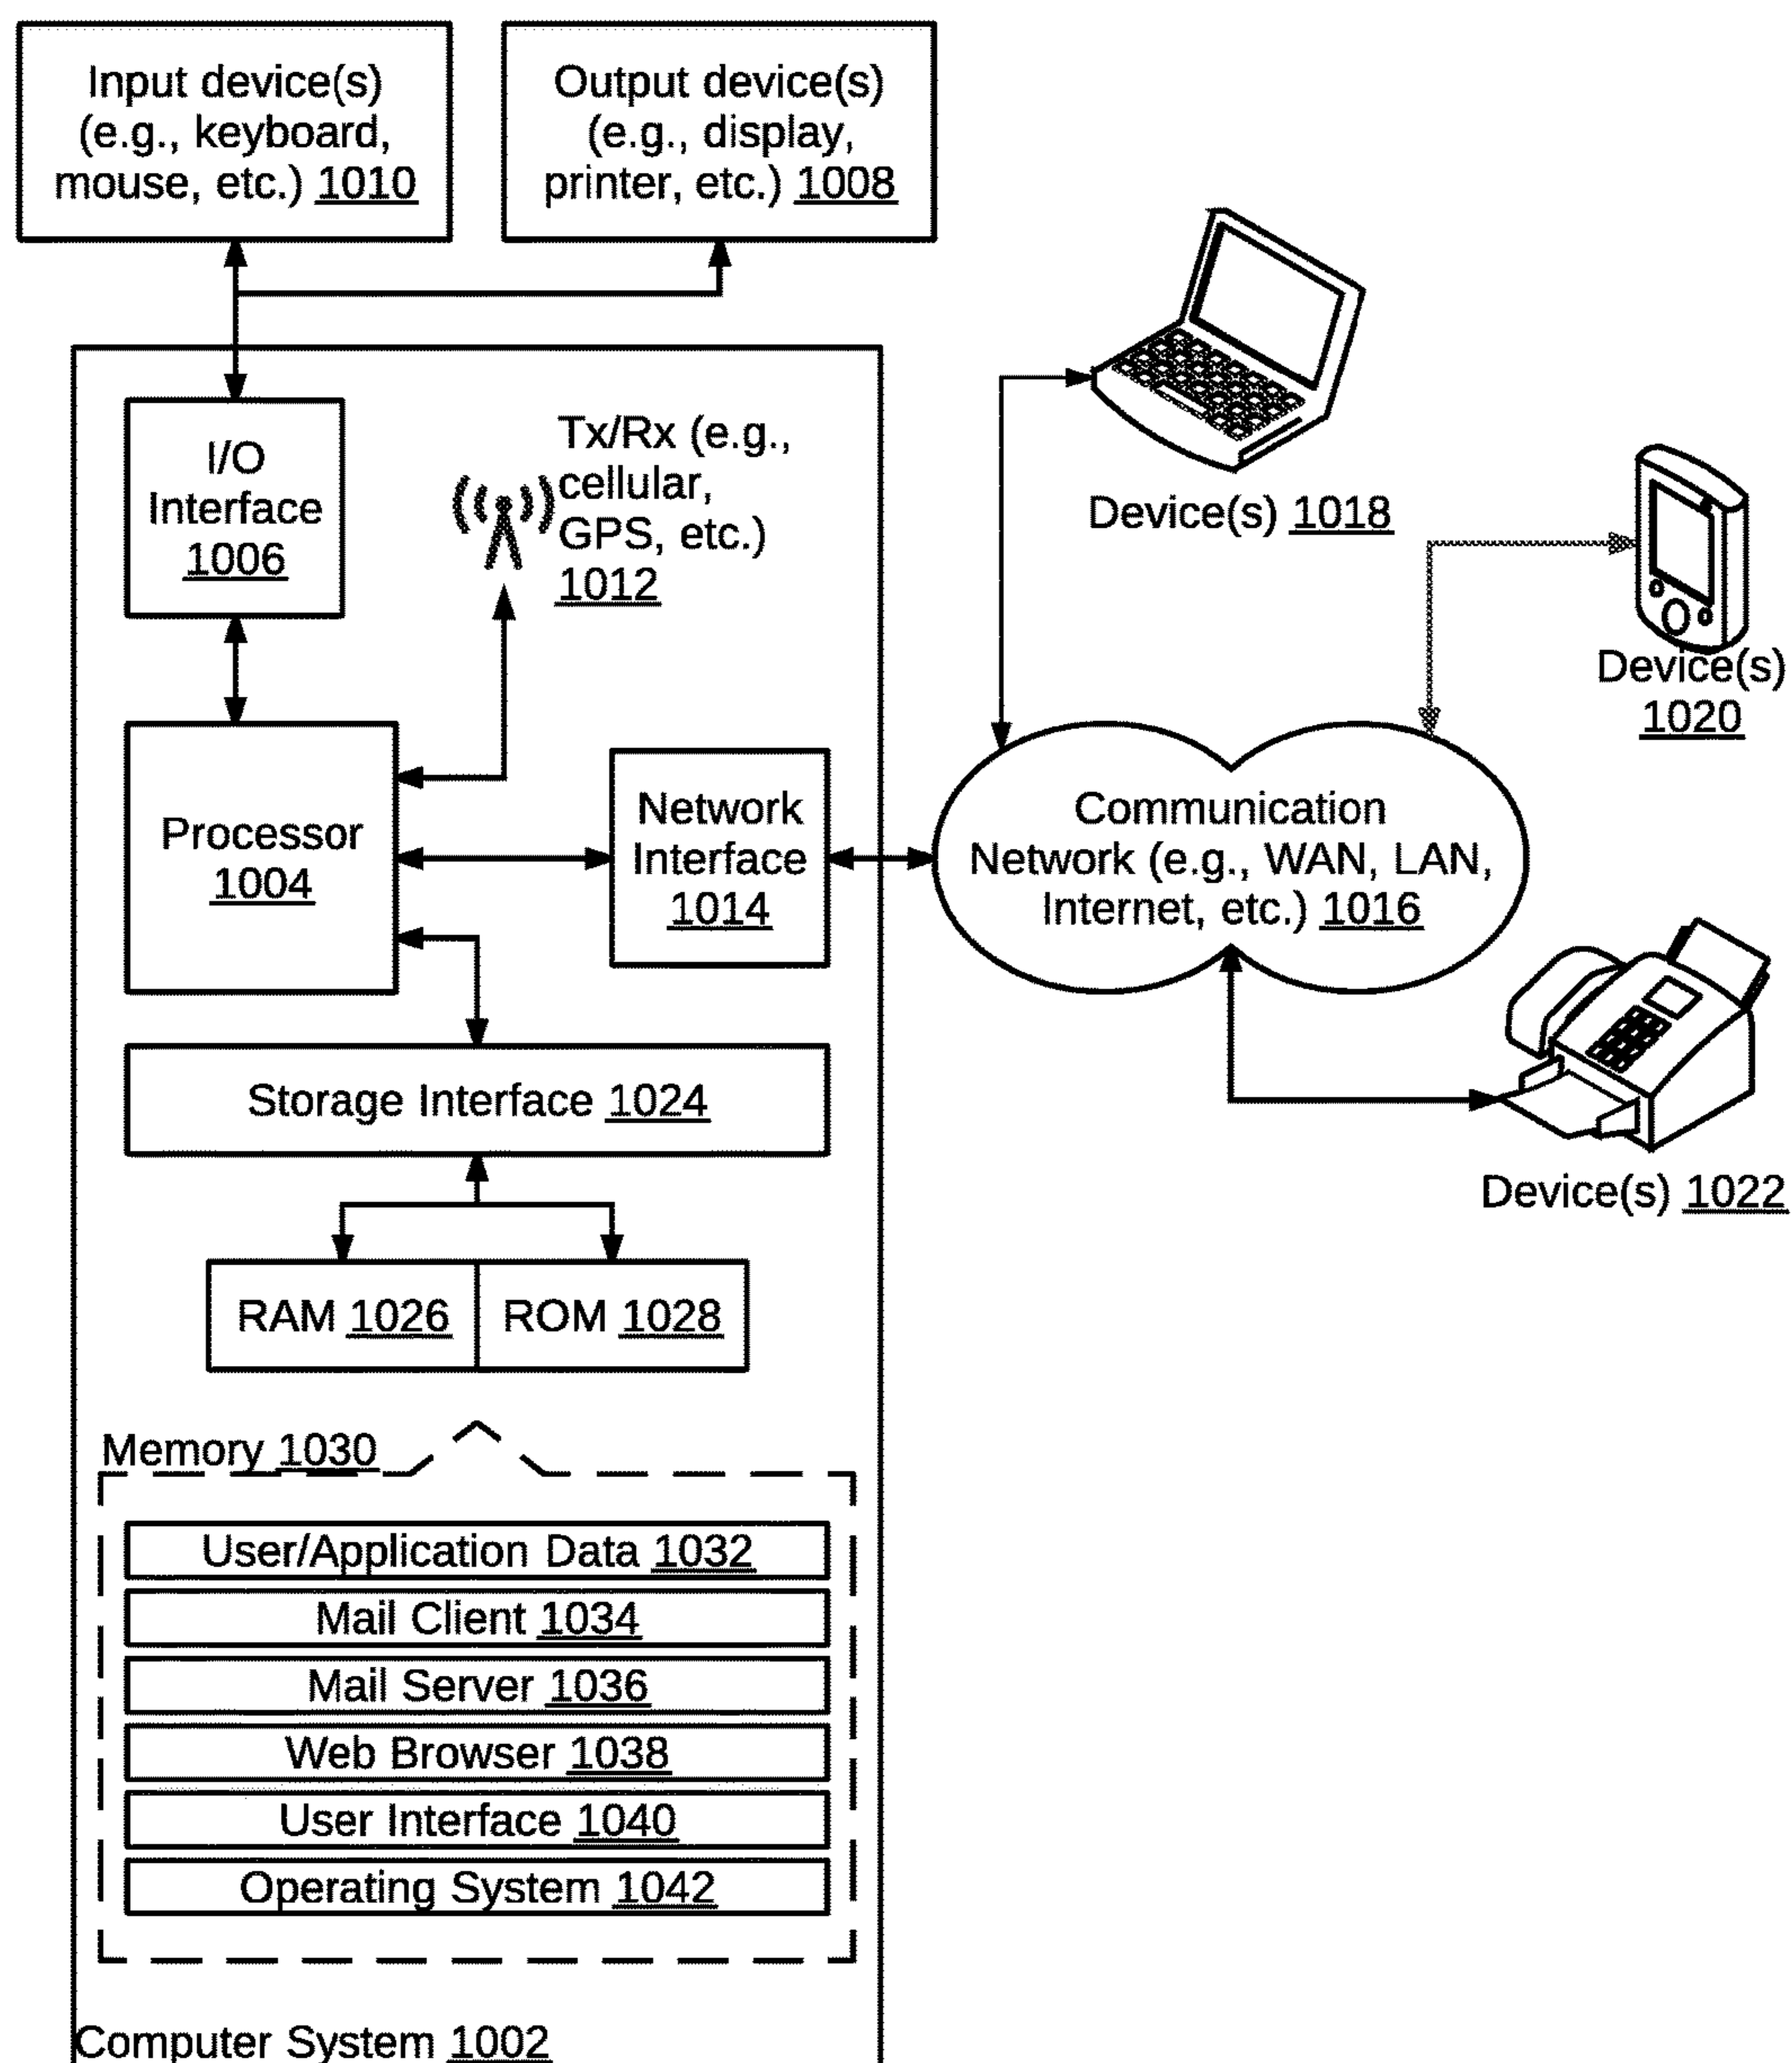 Input device(s)
(e.g., keyboard,
mouse, etc.) 1010
Output device(s)
(e.g., display,
printer, etc.) 1008
I/O
Interface
1006
Tx/Rx (e.g.,
cellular,
GPS, etc.)
1012
Device(s) 1018
Device(s)
1020
Processor
1004
Network
Interface
1014
Communication
Network (e.g., WAN, LAN,
Internet, etc.) 1016
Device(s) 1022
Storage Interface 1024
RAM 1026
ROM 1028
Memory 1030
User/Application Data 1032
Mail Client 1034
Mail Server 1036
Web Browser 1038
User Interface 1040
Operating System 1042
Computer System 1002